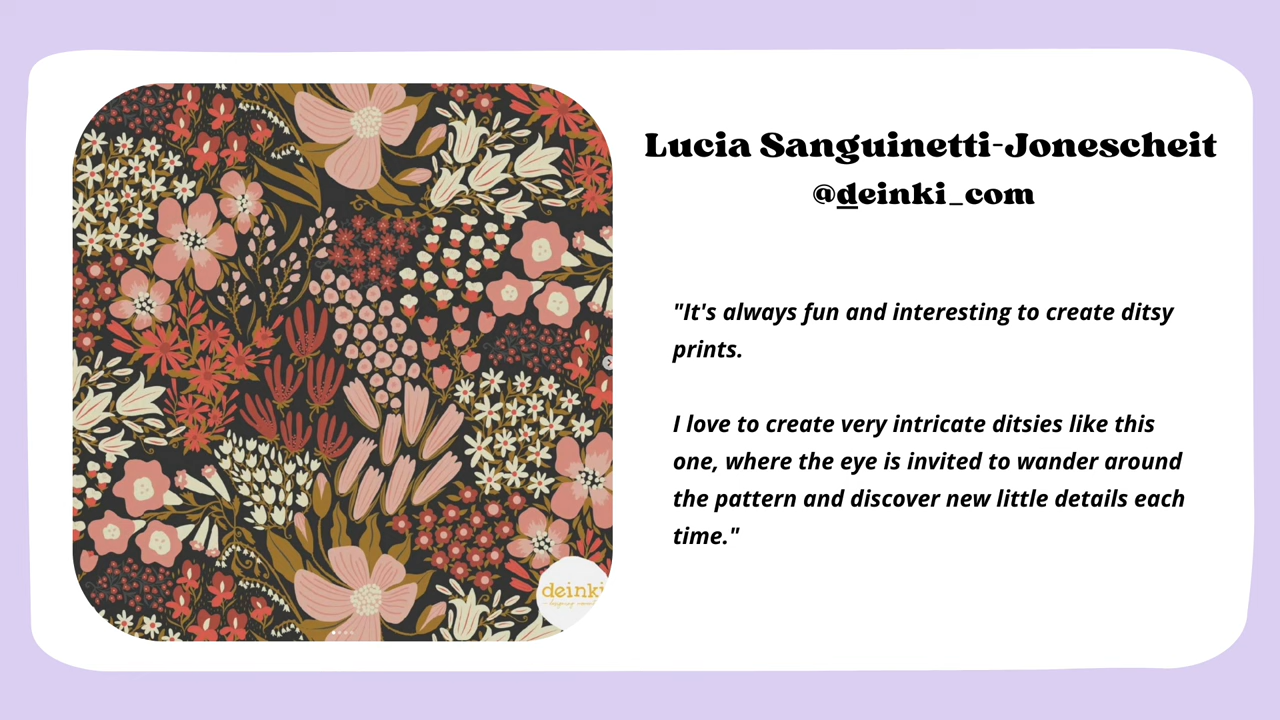 Lucia Sanguinetti-Jonescheit
@deinki_com
"It's always fun and interesting to create ditsy
prints.
I love to create very intricate ditsies like this
one, where the eye is invited to wander around
the pattern and discover new little details each
time."
deinki